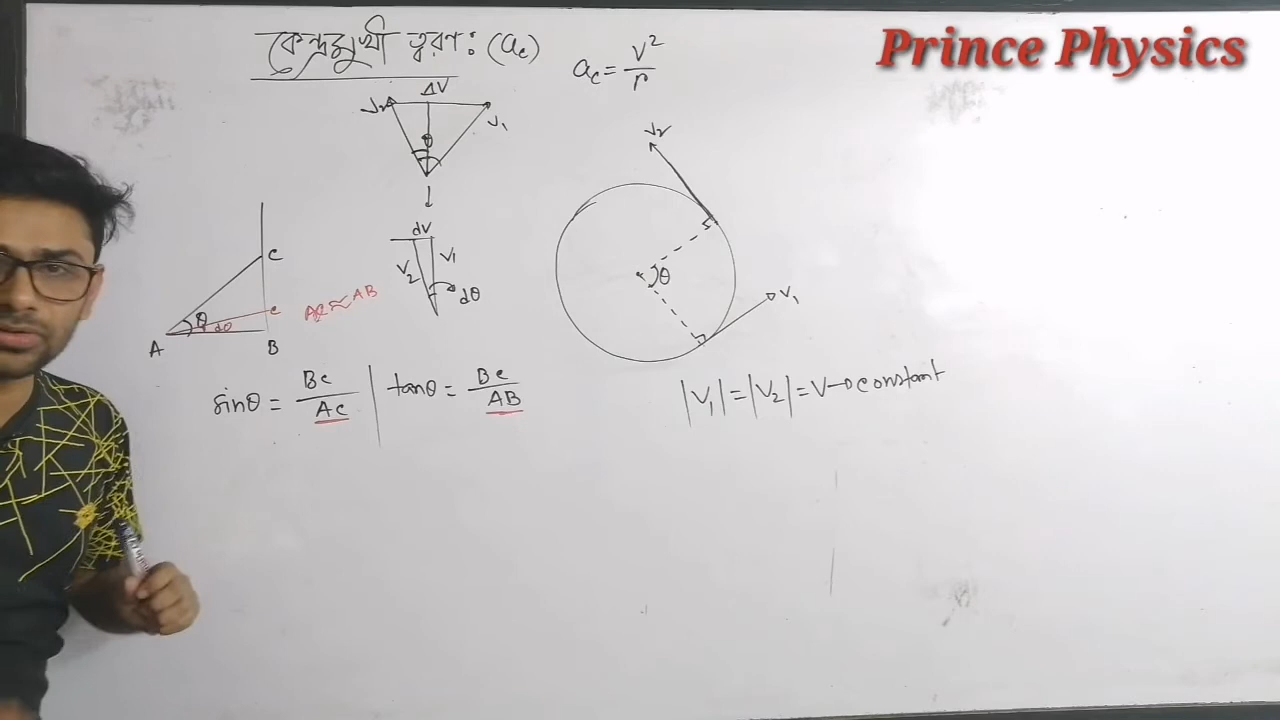 Prince Physics
কেন্দ্রমুখী ত্বরণঃ (ac)
ac = V²/r
ΔV
V2
V1
θ
dV
V2
V1
dθ
C
C
θ
dθ
A
B
AC ≈ AB
V2
θ
V1
sinθ = BC/AC
tanθ = BC/AB
|V1| = |V2| = V → constant